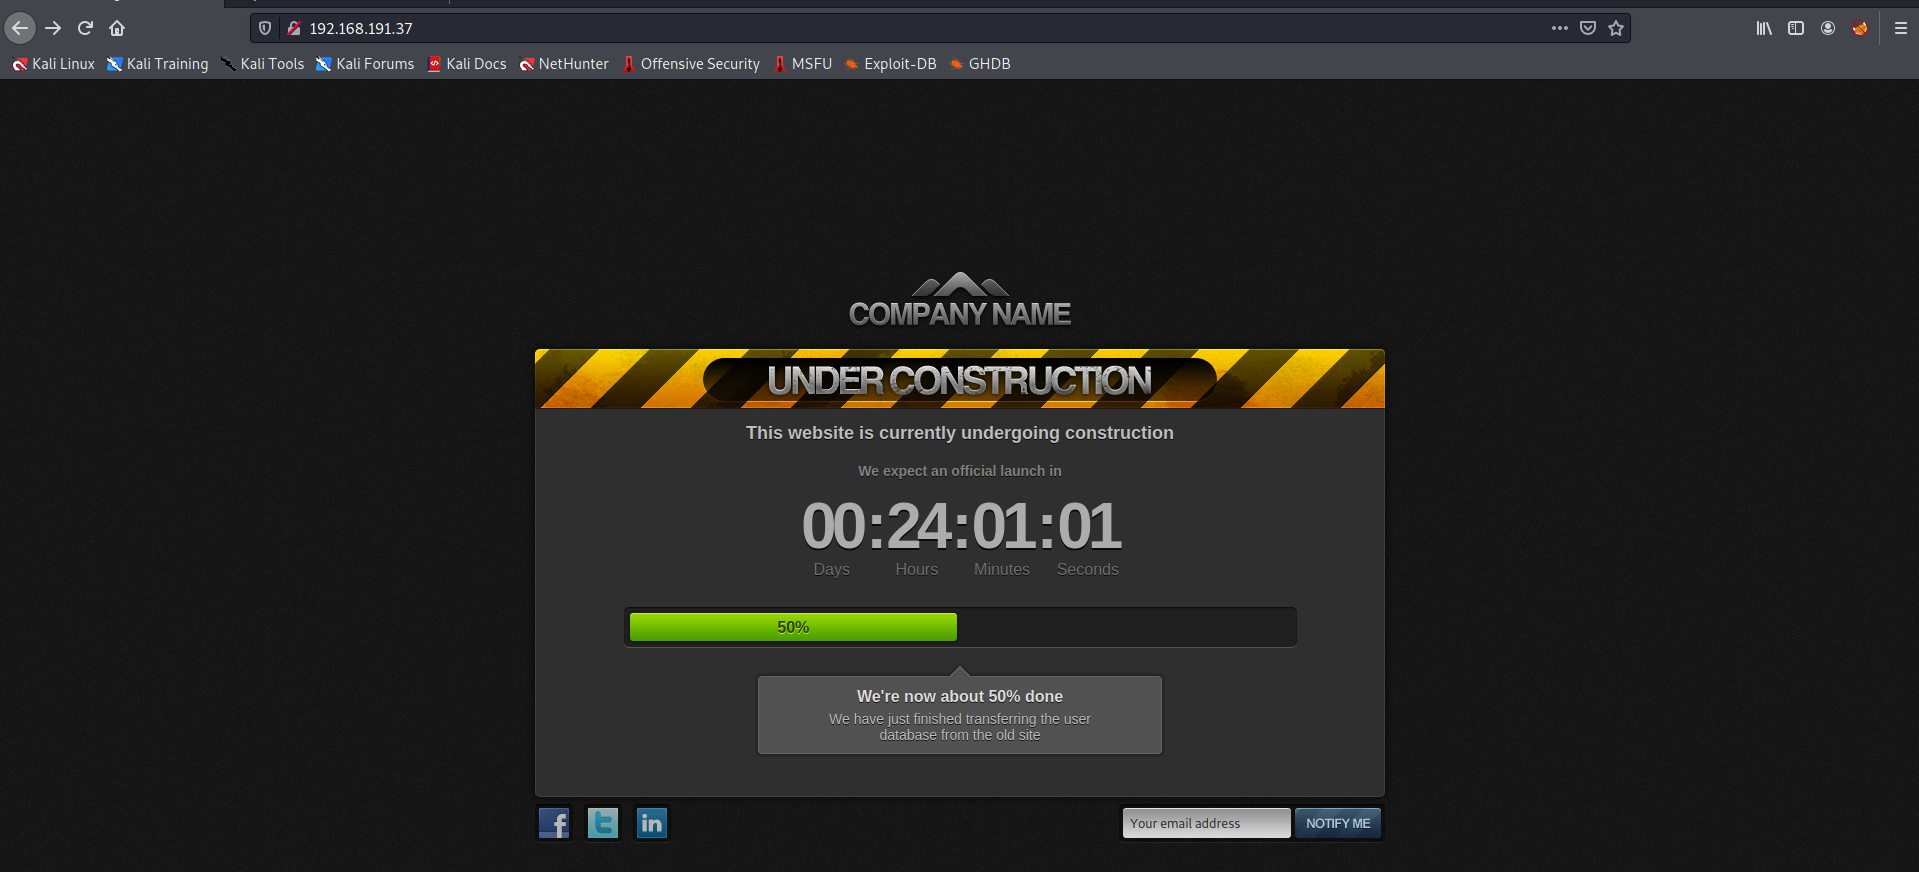 192.168.191.37
Kali Linux Kali Training Kali Tools Kali Forums Kali Docs NetHunter Offensive Security MSFU Exploit-DB GHDB
COMPANY NAME
UNDER CONSTRUCTION
This website is currently undergoing construction
We expect an official launch in
00:24:01:01
Days Hours Minutes Seconds
50%
We're now about 50% done
We have just finished transferring the user
database from the old site
f t in Your email address NOTIFY ME